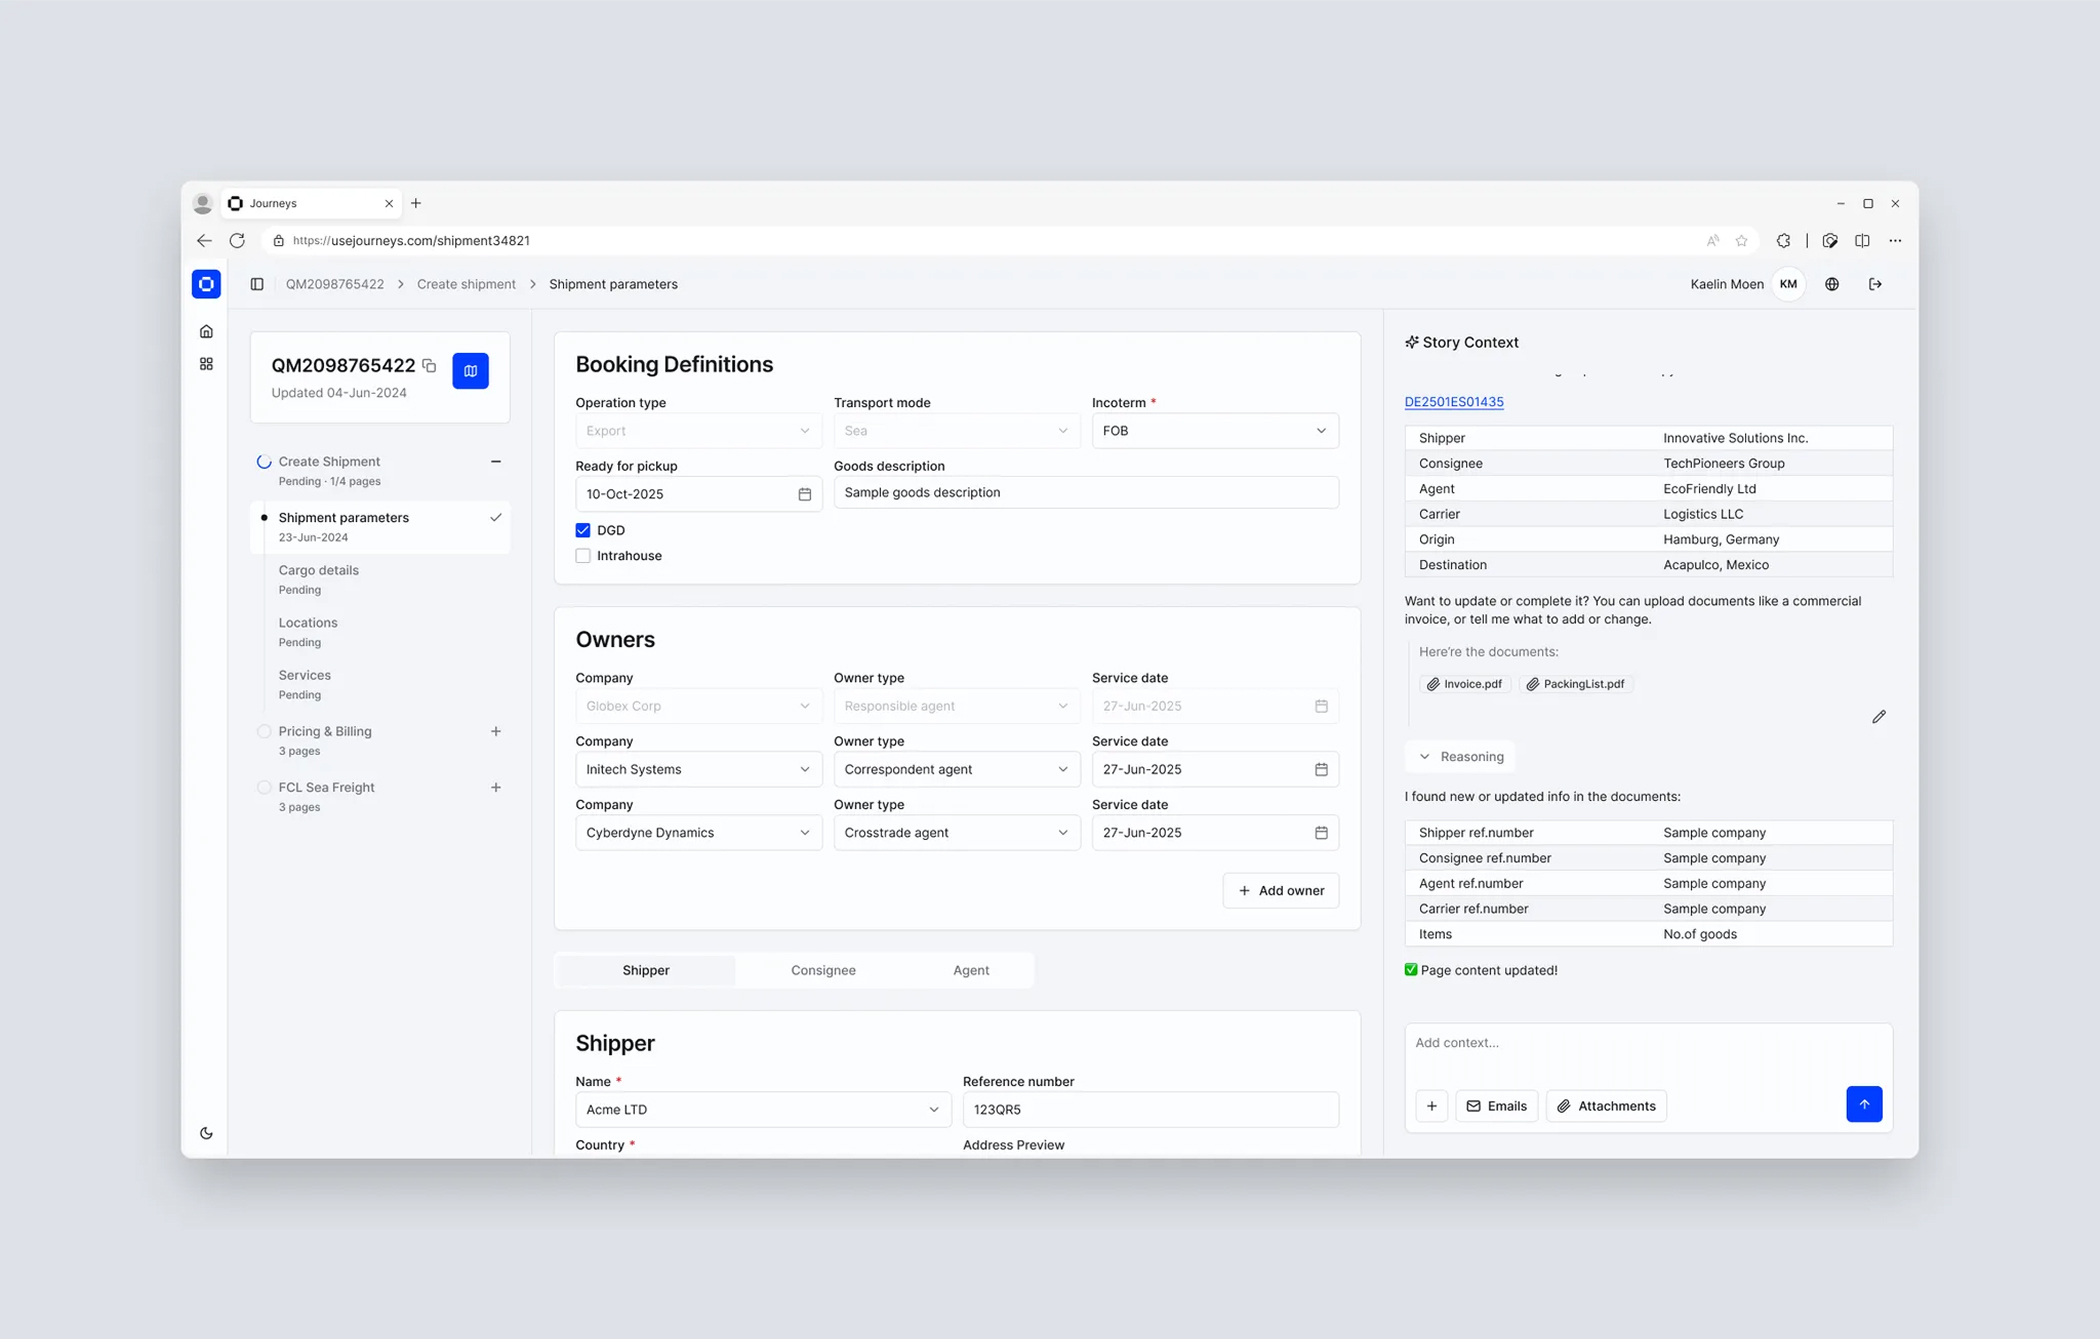 Journeys
https://usejourneys.com/shipment34821
QM2098765422 > Create shipment > Shipment parameters
Kaelin Moen KM
QM2098765422
Updated 04-Jun-2024
Create Shipment
Pending · 1/4 pages
Shipment parameters
23-Jun-2024
Cargo details
Pending
Locations
Pending
Services
Pending
Pricing & Billing
3 pages
FCL Sea Freight
3 pages
Booking Definitions
Operation type Transport mode Incoterm *
Export Sea FOB
Ready for pickup Goods description
10-Oct-2025 Sample goods description
DGD
Intrahouse
Owners
Company Owner type Service date
Globex Corp Responsible agent 27-Jun-2025
Company Owner type Service date
Initech Systems Correspondent agent 27-Jun-2025
Company Owner type Service date
Cyberdyne Dynamics Crosstrade agent 27-Jun-2025
+ Add owner
Shipper Consignee Agent
Shipper
Name * Reference number
Acme LTD 123QR5
Country * Address Preview
Story Context
DE2501ES01435
Shipper Innovative Solutions Inc.
Consignee TechPioneers Group
Agent EcoFriendly Ltd
Carrier Logistics LLC
Origin Hamburg, Germany
Destination Acapulco, Mexico
Want to update or complete it? You can upload documents like a commercial
invoice, or tell me what to add or change.
Here’re the documents:
Invoice.pdf PackingList.pdf
Reasoning
I found new or updated info in the documents:
Shipper ref.number Sample company
Consignee ref.number Sample company
Agent ref.number Sample company
Carrier ref.number Sample company
Items No.of goods
✅ Page content updated!
Add context...
+ Emails Attachments